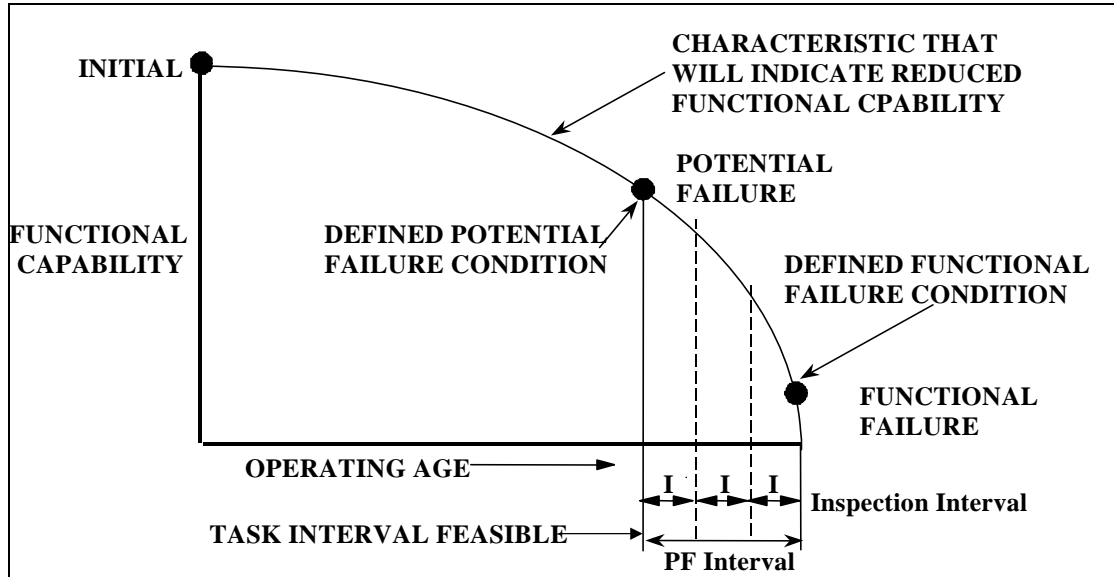 INITIAL
CHARACTERISTIC THAT
WILL INDICATE REDUCED
FUNCTIONAL CPABILITY
POTENTIAL
FAILURE
FUNCTIONAL
CAPABILITY
DEFINED POTENTIAL
FAILURE CONDITION
DEFINED FUNCTIONAL
FAILURE CONDITION
FUNCTIONAL
FAILURE
OPERATING AGE
I I I
Inspection Interval
TASK INTERVAL FEASIBLE
PF Interval